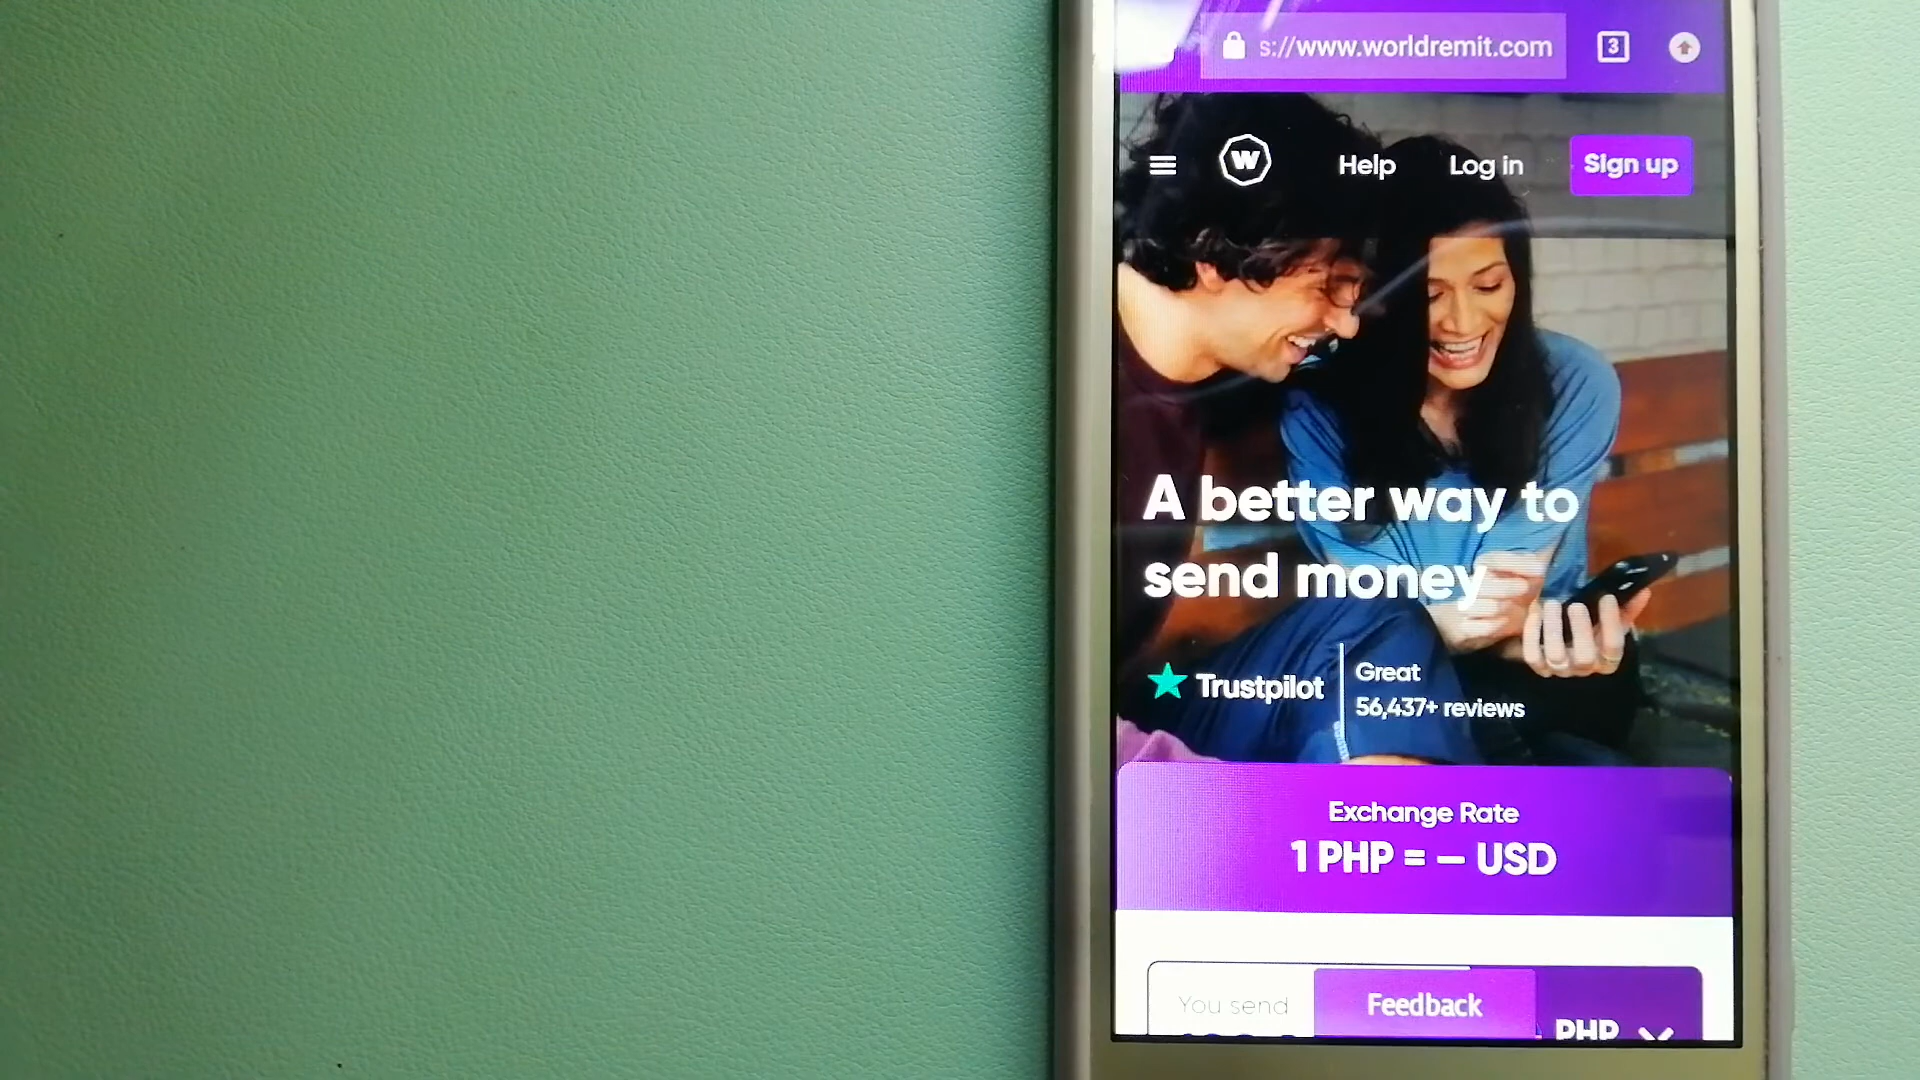 s://www.worldremit.com
3
W
Help
Log in
Sign up
A better way to
send money
Trustpilot
Great
56,437+ reviews
Exchange Rate
1 PHP = — USD
You send
Feedback
PHP